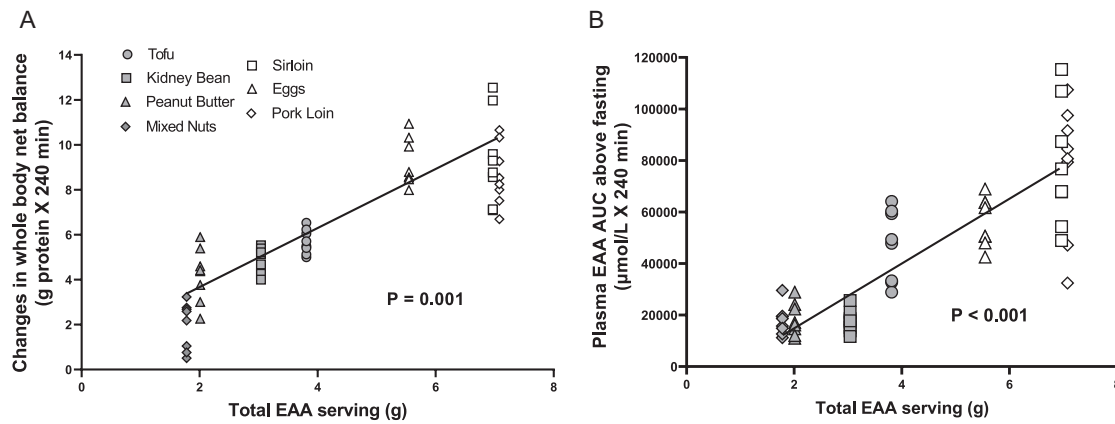 A
Changes in whole body net balance
(g protein X 240 min)
14
12
10
8
6
4
2
0
Tofu
Kidney Bean
Peanut Butter
Mixed Nuts
Sirloin
Eggs
Pork Loin
P = 0.001
0 2 4 6 8
Total EAA serving (g)
B
Plasma EAA AUC above fasting
(μmol/L X 240 min)
120000
100000
80000
60000
40000
20000
0
P < 0.001
0 2 4 6 8
Total EAA serving (g)